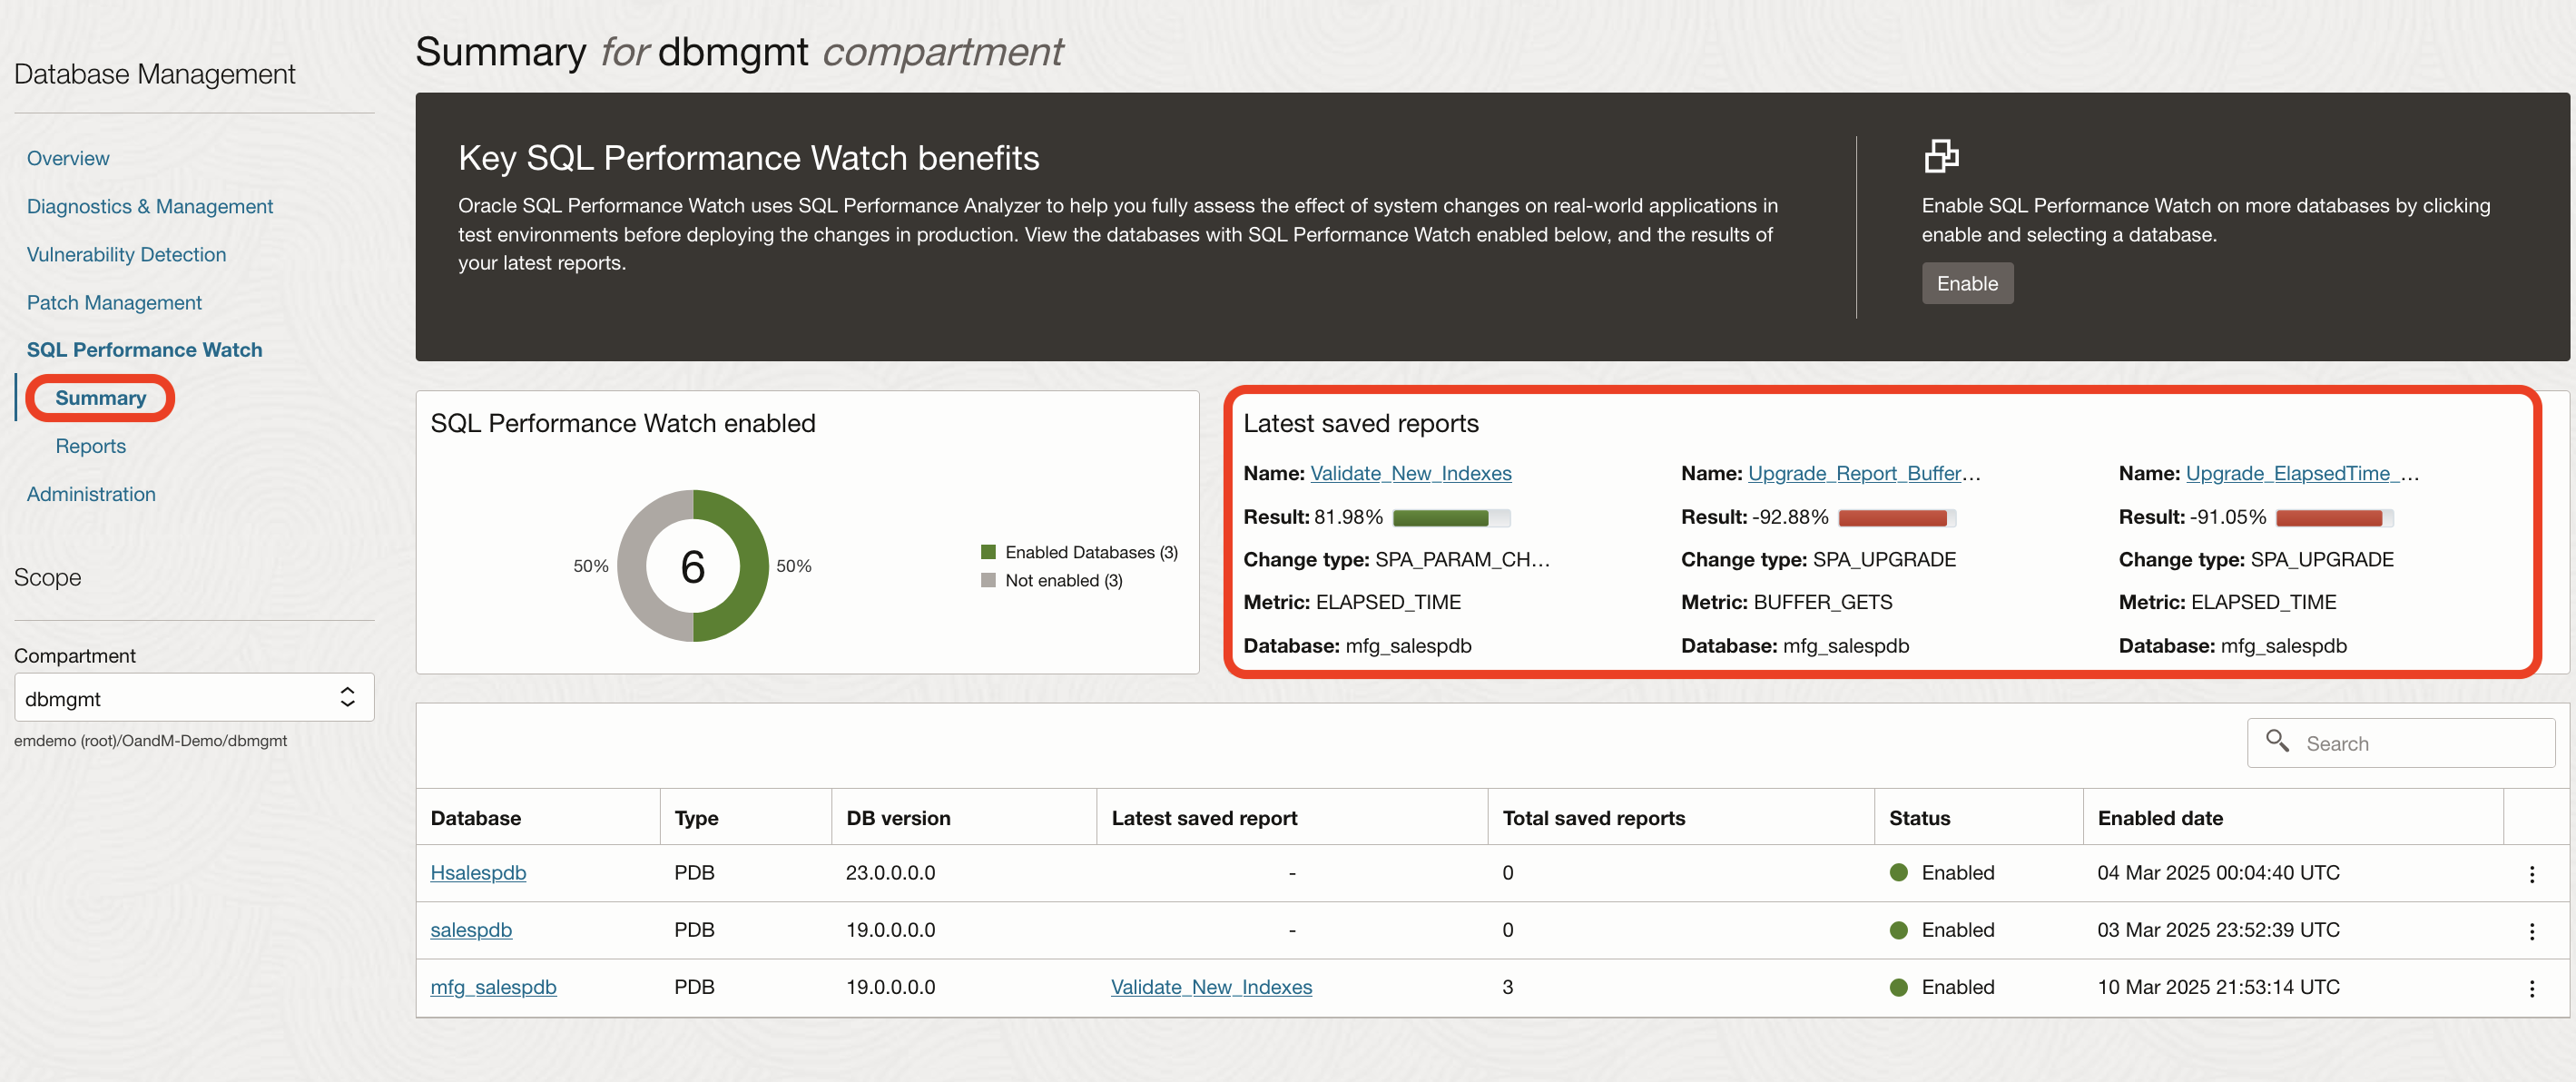 Database Management
Overview
Diagnostics & Management
Vulnerability Detection
Patch Management
SQL Performance Watch
Summary
Reports
Administration
Scope
Compartment
dbmgmt
emdemo (root)/OandM-Demo/dbmgmt
Summary for dbmgmt compartment
Key SQL Performance Watch benefits
Oracle SQL Performance Watch uses SQL Performance Analyzer to help you fully assess the effect of system changes on real-world applications in
test environments before deploying the changes in production. View the databases with SQL Performance Watch enabled below, and the results of
your latest reports.
Enable SQL Performance Watch on more databases by clicking
enable and selecting a database.
Enable
SQL Performance Watch enabled
50%
6
50%
Enabled Databases (3)
Not enabled (3)
Latest saved reports
Name: Validate_New_Indexes
Result: 81.98%
Change type: SPA_PARAM_CH...
Metric: ELAPSED_TIME
Database: mfg_salespdb
Name: Upgrade_Report_Buffer...
Result: -92.88%
Change type: SPA_UPGRADE
Metric: BUFFER_GETS
Database: mfg_salespdb
Name: Upgrade_ElapsedTime_...
Result: -91.05%
Change type: SPA_UPGRADE
Metric: ELAPSED_TIME
Database: mfg_salespdb
Search
Database Type DB version Latest saved report Total saved reports Status Enabled date
Hsalespdb PDB 23.0.0.0.0 - 0 Enabled 04 Mar 2025 00:04:40 UTC
salespdb PDB 19.0.0.0.0 - 0 Enabled 03 Mar 2025 23:52:39 UTC
mfg_salespdb PDB 19.0.0.0.0 Validate_New_Indexes 3 Enabled 10 Mar 2025 21:53:14 UTC